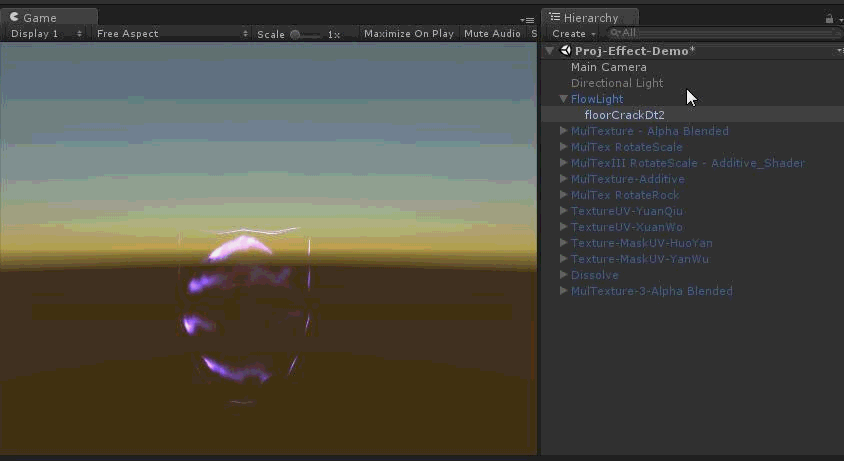 Game
Display 1
Free Aspect
Scale
1x
Maximize On Play
Mute Audio
S
Hierarchy
Create
All
Proj-Effect-Demo*
Main Camera
Directional Light
FlowLight
floorCrackDt2
MulTexture - Alpha Blended
MulTex RotateScale
MulTexIII RotateScale - Additive_Shader
MulTexture-Additive
MulTex RotateRock
TextureUV-YuanQiu
TextureUV-XuanWo
Texture-MaskUV-HuoYan
Texture-MaskUV-YanWu
Dissolve
MulTexture-3-Alpha Blended